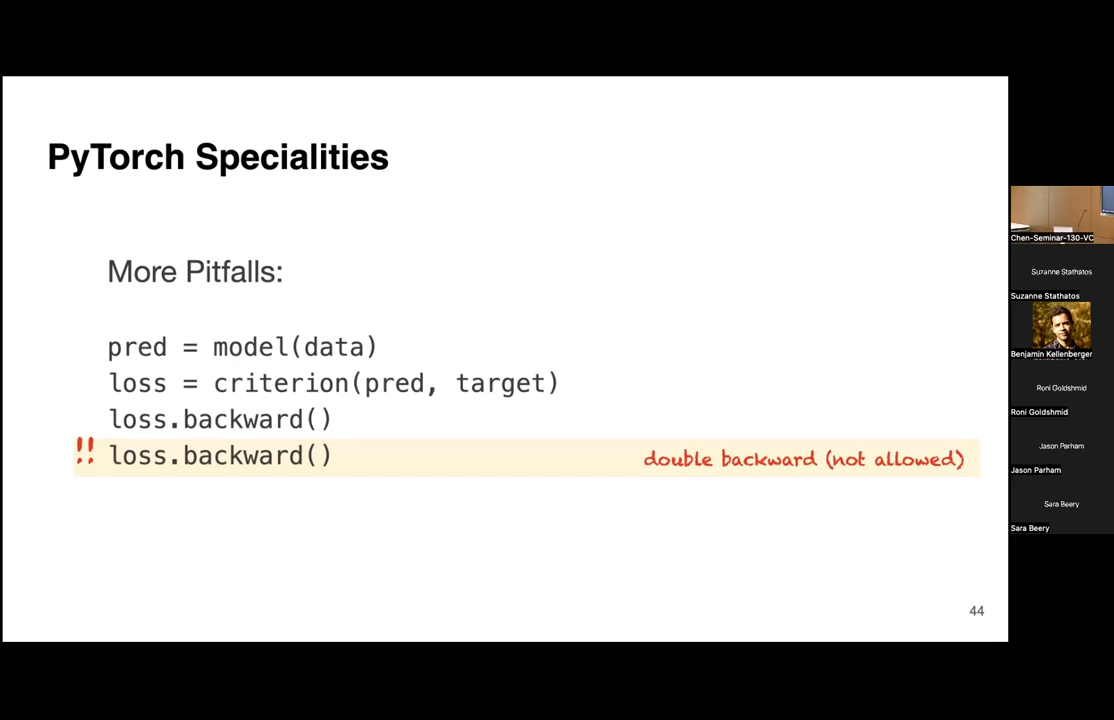 PyTorch Specialities
More Pitfalls:
pred = model(data)
loss = criterion(pred, target)
loss.backward()
!! loss.backward() double backward (not allowed)
44
Chen-Seminar-130-VC
Suzanne Stathatos
Suzanne Stathatos
Benjamin Kellenberger
Roni Goldshmid
Roni Goldshmid
Jason Parham
Jason Parham
Sara Beery
Sara Beery